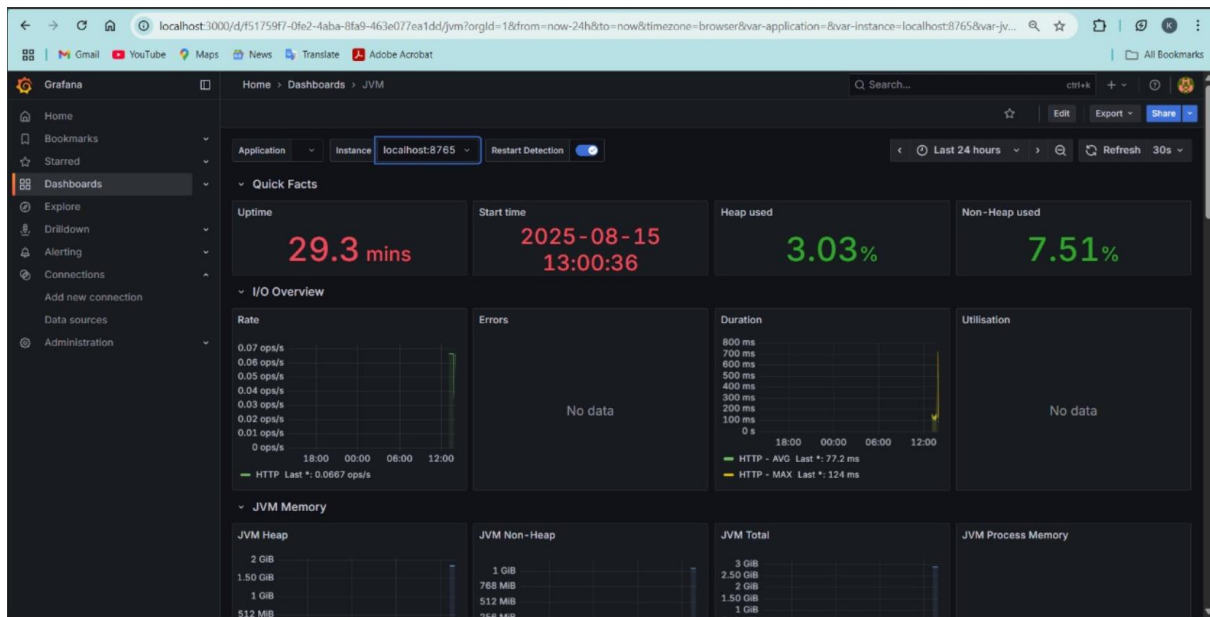 localhost:3000/d/f51759f7-0fe2-4aba-8fa9-463e077ea1dd/jvm?orgId=1&from=now-24h&to=now&timezone=browser&var-application=&var-instance=localhost:8765&var-jv...
K
Gmail YouTube Maps News Translate Adobe Acrobat All Bookmarks
Grafana
Home › Dashboards › JVM
Search... ctrl+k
Home
Bookmarks
Starred
Dashboards
Explore
Drilldown
Alerting
Connections
Add new connection
Data sources
Administration
Edit Export Share
Application Instance localhost:8765 Restart Detection Last 24 hours Refresh 30s
Quick Facts
Uptime
29.3 mins
Start time
2025-08-15
13:00:36
Heap used
3.03%
Non-Heap used
7.51%
I/O Overview
Rate
0.07 ops/s
0.06 ops/s
0.05 ops/s
0.04 ops/s
0.03 ops/s
0.02 ops/s
0.01 ops/s
0 ops/s
18:00 00:00 06:00 12:00
HTTP Last *: 0.0667 ops/s
Errors
No data
Duration
800 ms
700 ms
600 ms
500 ms
400 ms
300 ms
200 ms
100 ms
0 s
18:00 00:00 06:00 12:00
HTTP - AVG Last *: 77.2 ms
HTTP - MAX Last *: 124 ms
Utilisation
No data
JVM Memory
JVM Heap
2 GiB
1.50 GiB
1 GiB
512 MiB
JVM Non-Heap
1 GiB
768 MiB
512 MiB
256 MiB
JVM Total
3 GiB
2.50 GiB
2 GiB
1.50 GiB
1 GiB
JVM Process Memory